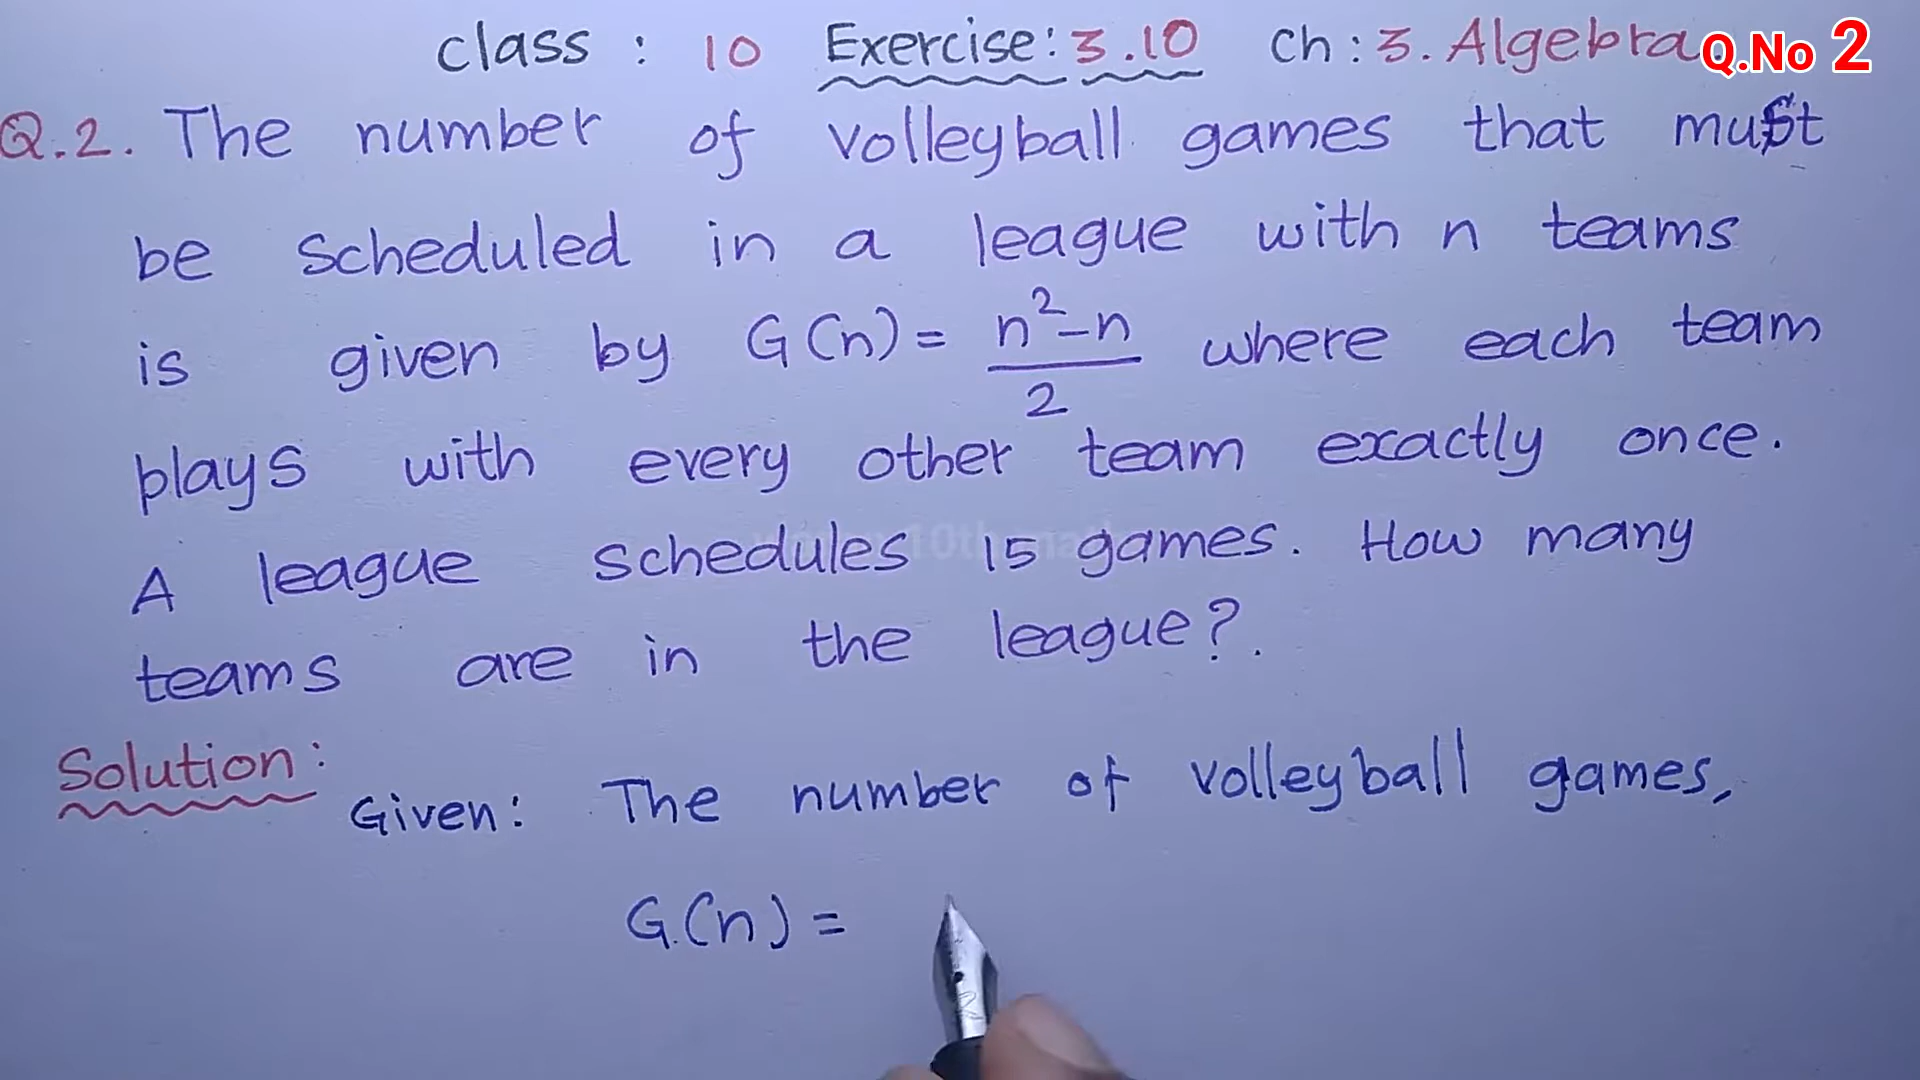 class : 10 Exercise: 3.10 ch : 3. Algebra Q.No 2
Q.2. The number of volleyball games that must
be scheduled in a league with n teams
is given by G(n) = n²-n / 2 where each team
plays with every other team exactly once.
A league schedules 15 games. How many
teams are in the league?.
Solution:
Given: The number of volleyball games,
G.(n) =